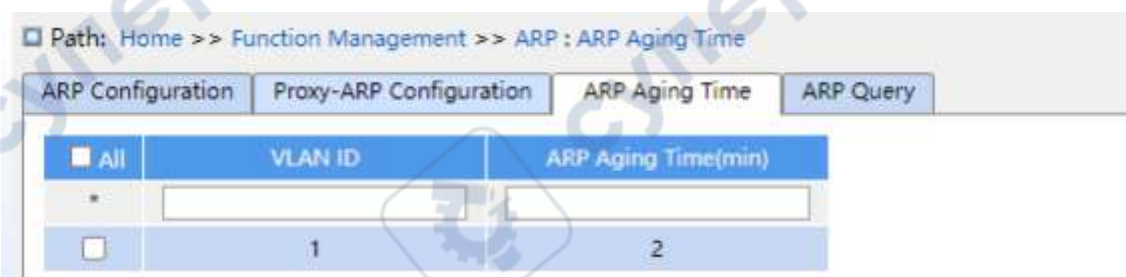 Path: Home >> Function Management >> ARP : ARP Aging Time
ARP Configuration Proxy-ARP Configuration ARP Aging Time ARP Query
All VLAN ID ARP Aging Time(min)
*
1 2